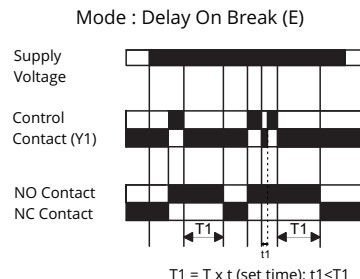 Mode : Delay On Break (E)
Supply
Voltage
Control
Contact (Y1)
NO Contact
NC Contact
T1
T1
t1
T1 = T x t (set time); t1<T1